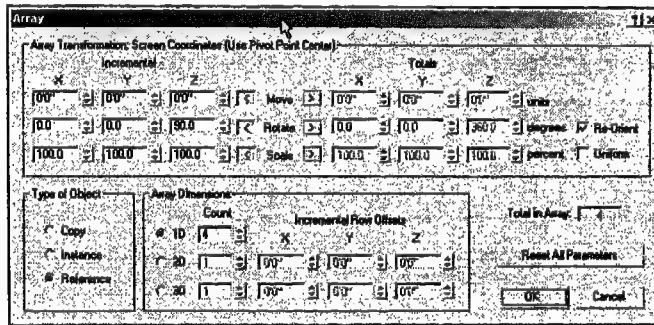 Array
Array Transformation: Screen Coordinates (Use Pivot Point Center)
Incremental Totals
X Y Z X Y Z
0'0" 0'0" 0'0" < Move > 0'0" 0'0" 0'0" units
0.0 0.0 90.0 < Rotate > 0.0 0.0 360.0 degrees Re-Orient
100.0 100.0 100.0 < Scale > 100.0 100.0 100.0 percent Uniform
Type of Object Array Dimensions
Count Incremental Row Offsets Total in Array: 4
Copy 1D 4 X Y Z
Instance 2D 1 0'0" 0'0" 0'0" Reset All Parameters
Reference 3D 1 0'0" 0'0" 0'0"
OK Cancel